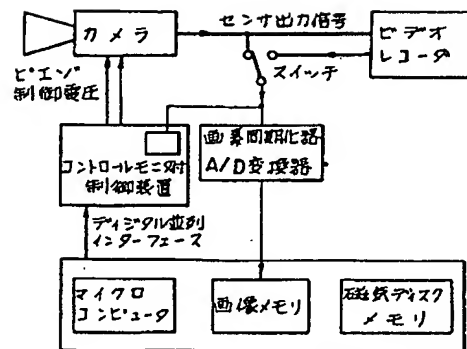 カメラ
センサ出力信号
ビデオ
レコーダ
スイッチ
ピエゾ
制御電圧
画素同期化器
A/D変換器
コントロールモニタ付
制御装置
ディジタル並列
インターフェース
マイクロ
コンピュータ
画像メモリ
磁気ディスク
メモリ